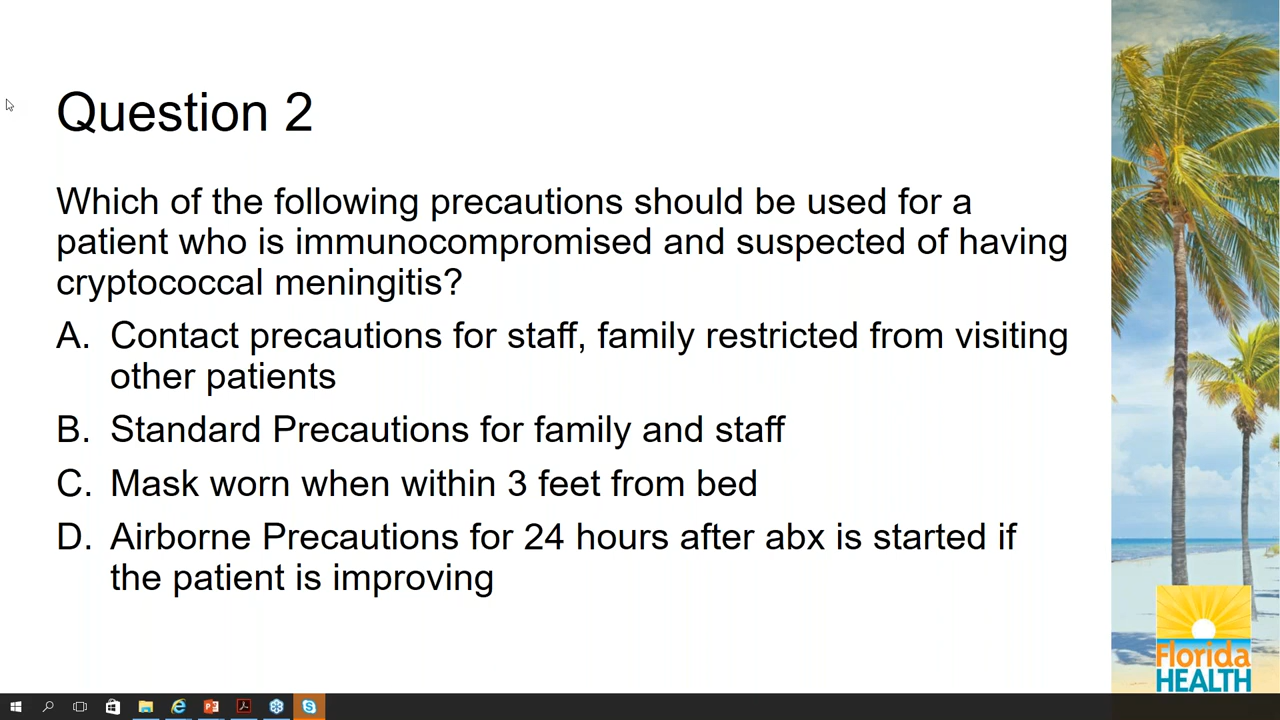 Question 2
Which of the following precautions should be used for a
patient who is immunocompromised and suspected of having
cryptococcal meningitis?
A. Contact precautions for staff, family restricted from visiting
other patients
B. Standard Precautions for family and staff
C. Mask worn when within 3 feet from bed
D. Airborne Precautions for 24 hours after abx is started if
the patient is improving
Florida
HEALTH